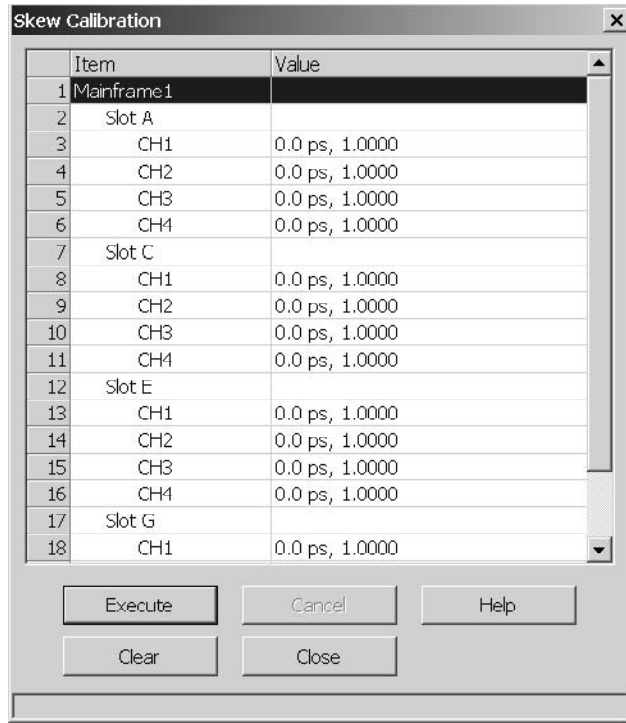 Skew Calibration
Item Value
1 Mainframe1
2 Slot A
3 CH1 0.0 ps, 1.0000
4 CH2 0.0 ps, 1.0000
5 CH3 0.0 ps, 1.0000
6 CH4 0.0 ps, 1.0000
7 Slot C
8 CH1 0.0 ps, 1.0000
9 CH2 0.0 ps, 1.0000
10 CH3 0.0 ps, 1.0000
11 CH4 0.0 ps, 1.0000
12 Slot E
13 CH1 0.0 ps, 1.0000
14 CH2 0.0 ps, 1.0000
15 CH3 0.0 ps, 1.0000
16 CH4 0.0 ps, 1.0000
17 Slot G
18 CH1 0.0 ps, 1.0000
Execute Cancel Help
Clear Close